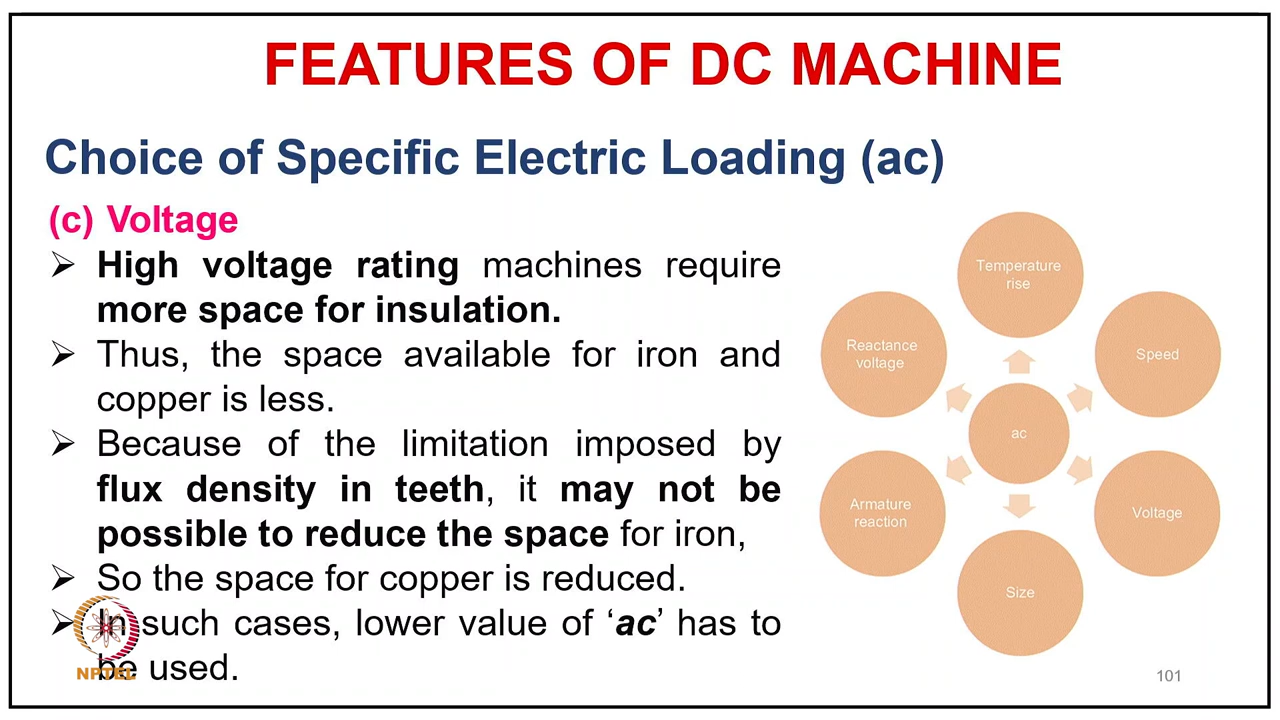 FEATURES OF DC MACHINE
Choice of Specific Electric Loading (ac)
(c) Voltage
➢ High voltage rating machines require
more space for insulation.
➢ Thus, the space available for iron and
copper is less.
➢ Because of the limitation imposed by
flux density in teeth, it may not be
possible to reduce the space for iron,
➢ So the space for copper is reduced.
➢ In such cases, lower value of ‘ac’ has to
be used.
Temperature
rise
Speed
Voltage
Size
Armature
reaction
Reactance
voltage
ac
NPTEL
101